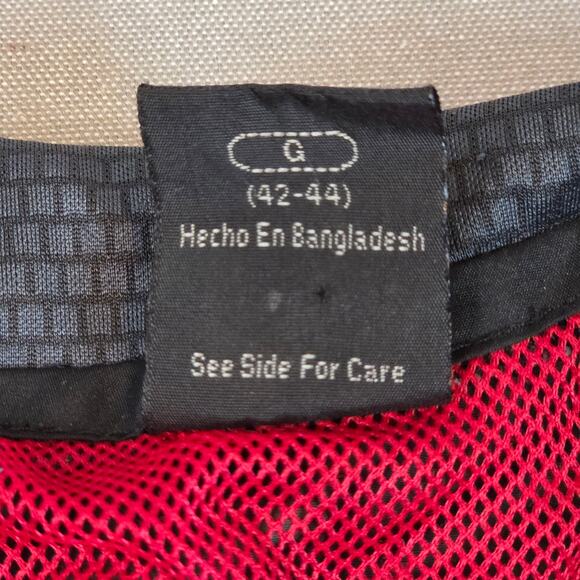 G
(42-44)
Hecho En Bangladesh
See Side For Care